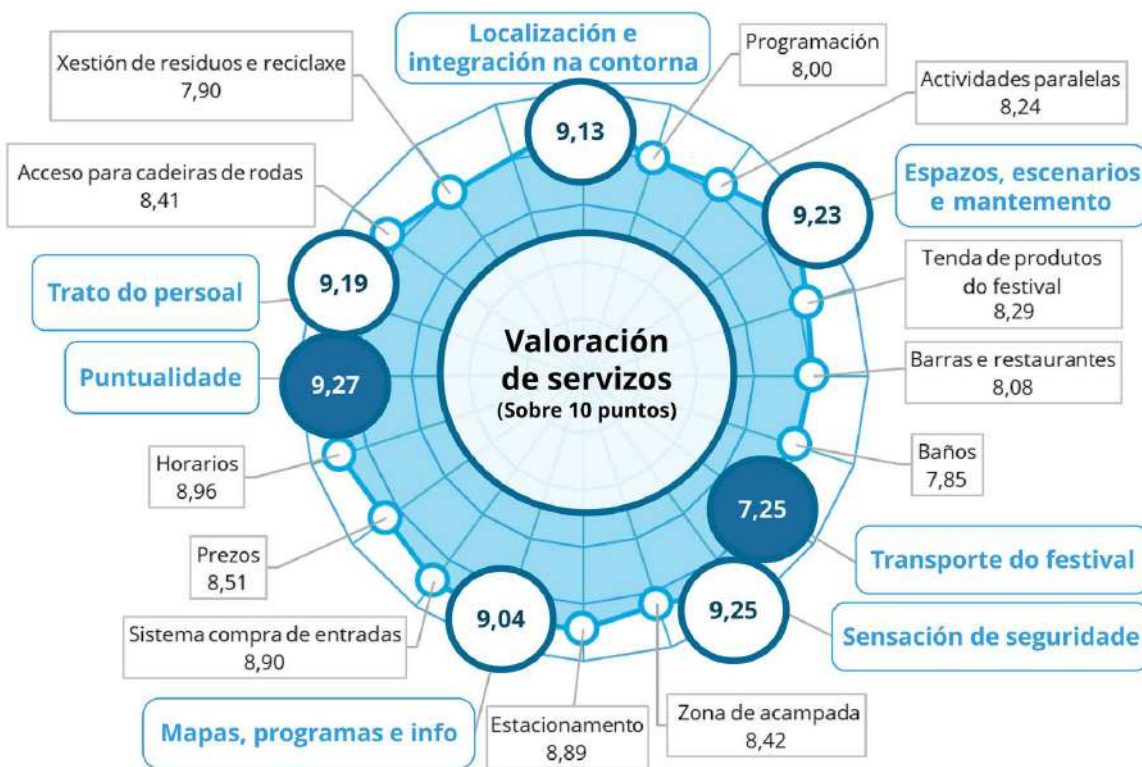 Localización e
integración na contorna
9,13
Programación
8,00
Actividades paralelas
8,24
Espazos, escenarios
e mantemento
9,23
Tenda de produtos
do festival
8,29
Barras e restaurantes
8,08
Baños
7,85
Transporte do festival
7,25
Sensación de seguridade
9,25
Zona de acampada
8,42
Estacionamento
8,89
Mapas, programas e info
9,04
Sistema compra de entradas
8,90
Prezos
8,51
Horarios
8,96
Puntualidade
9,27
Trato do persoal
9,19
Acceso para cadeiras de rodas
8,41
Xestión de residuos e reciclaxe
7,90
Valoración
de servizos
(Sobre 10 puntos)